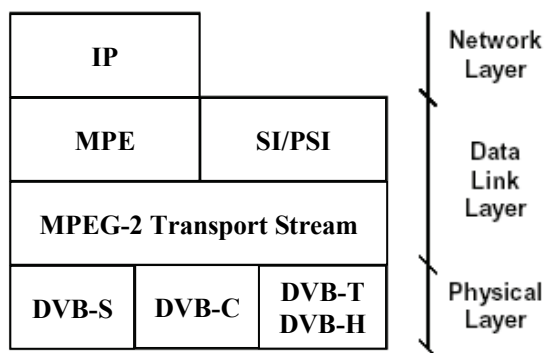 IP
Network
Layer
MPE
SI/PSI
Data
Link
Layer
MPEG-2 Transport Stream
DVB-S
DVB-C
DVB-T
DVB-H
Physical
Layer